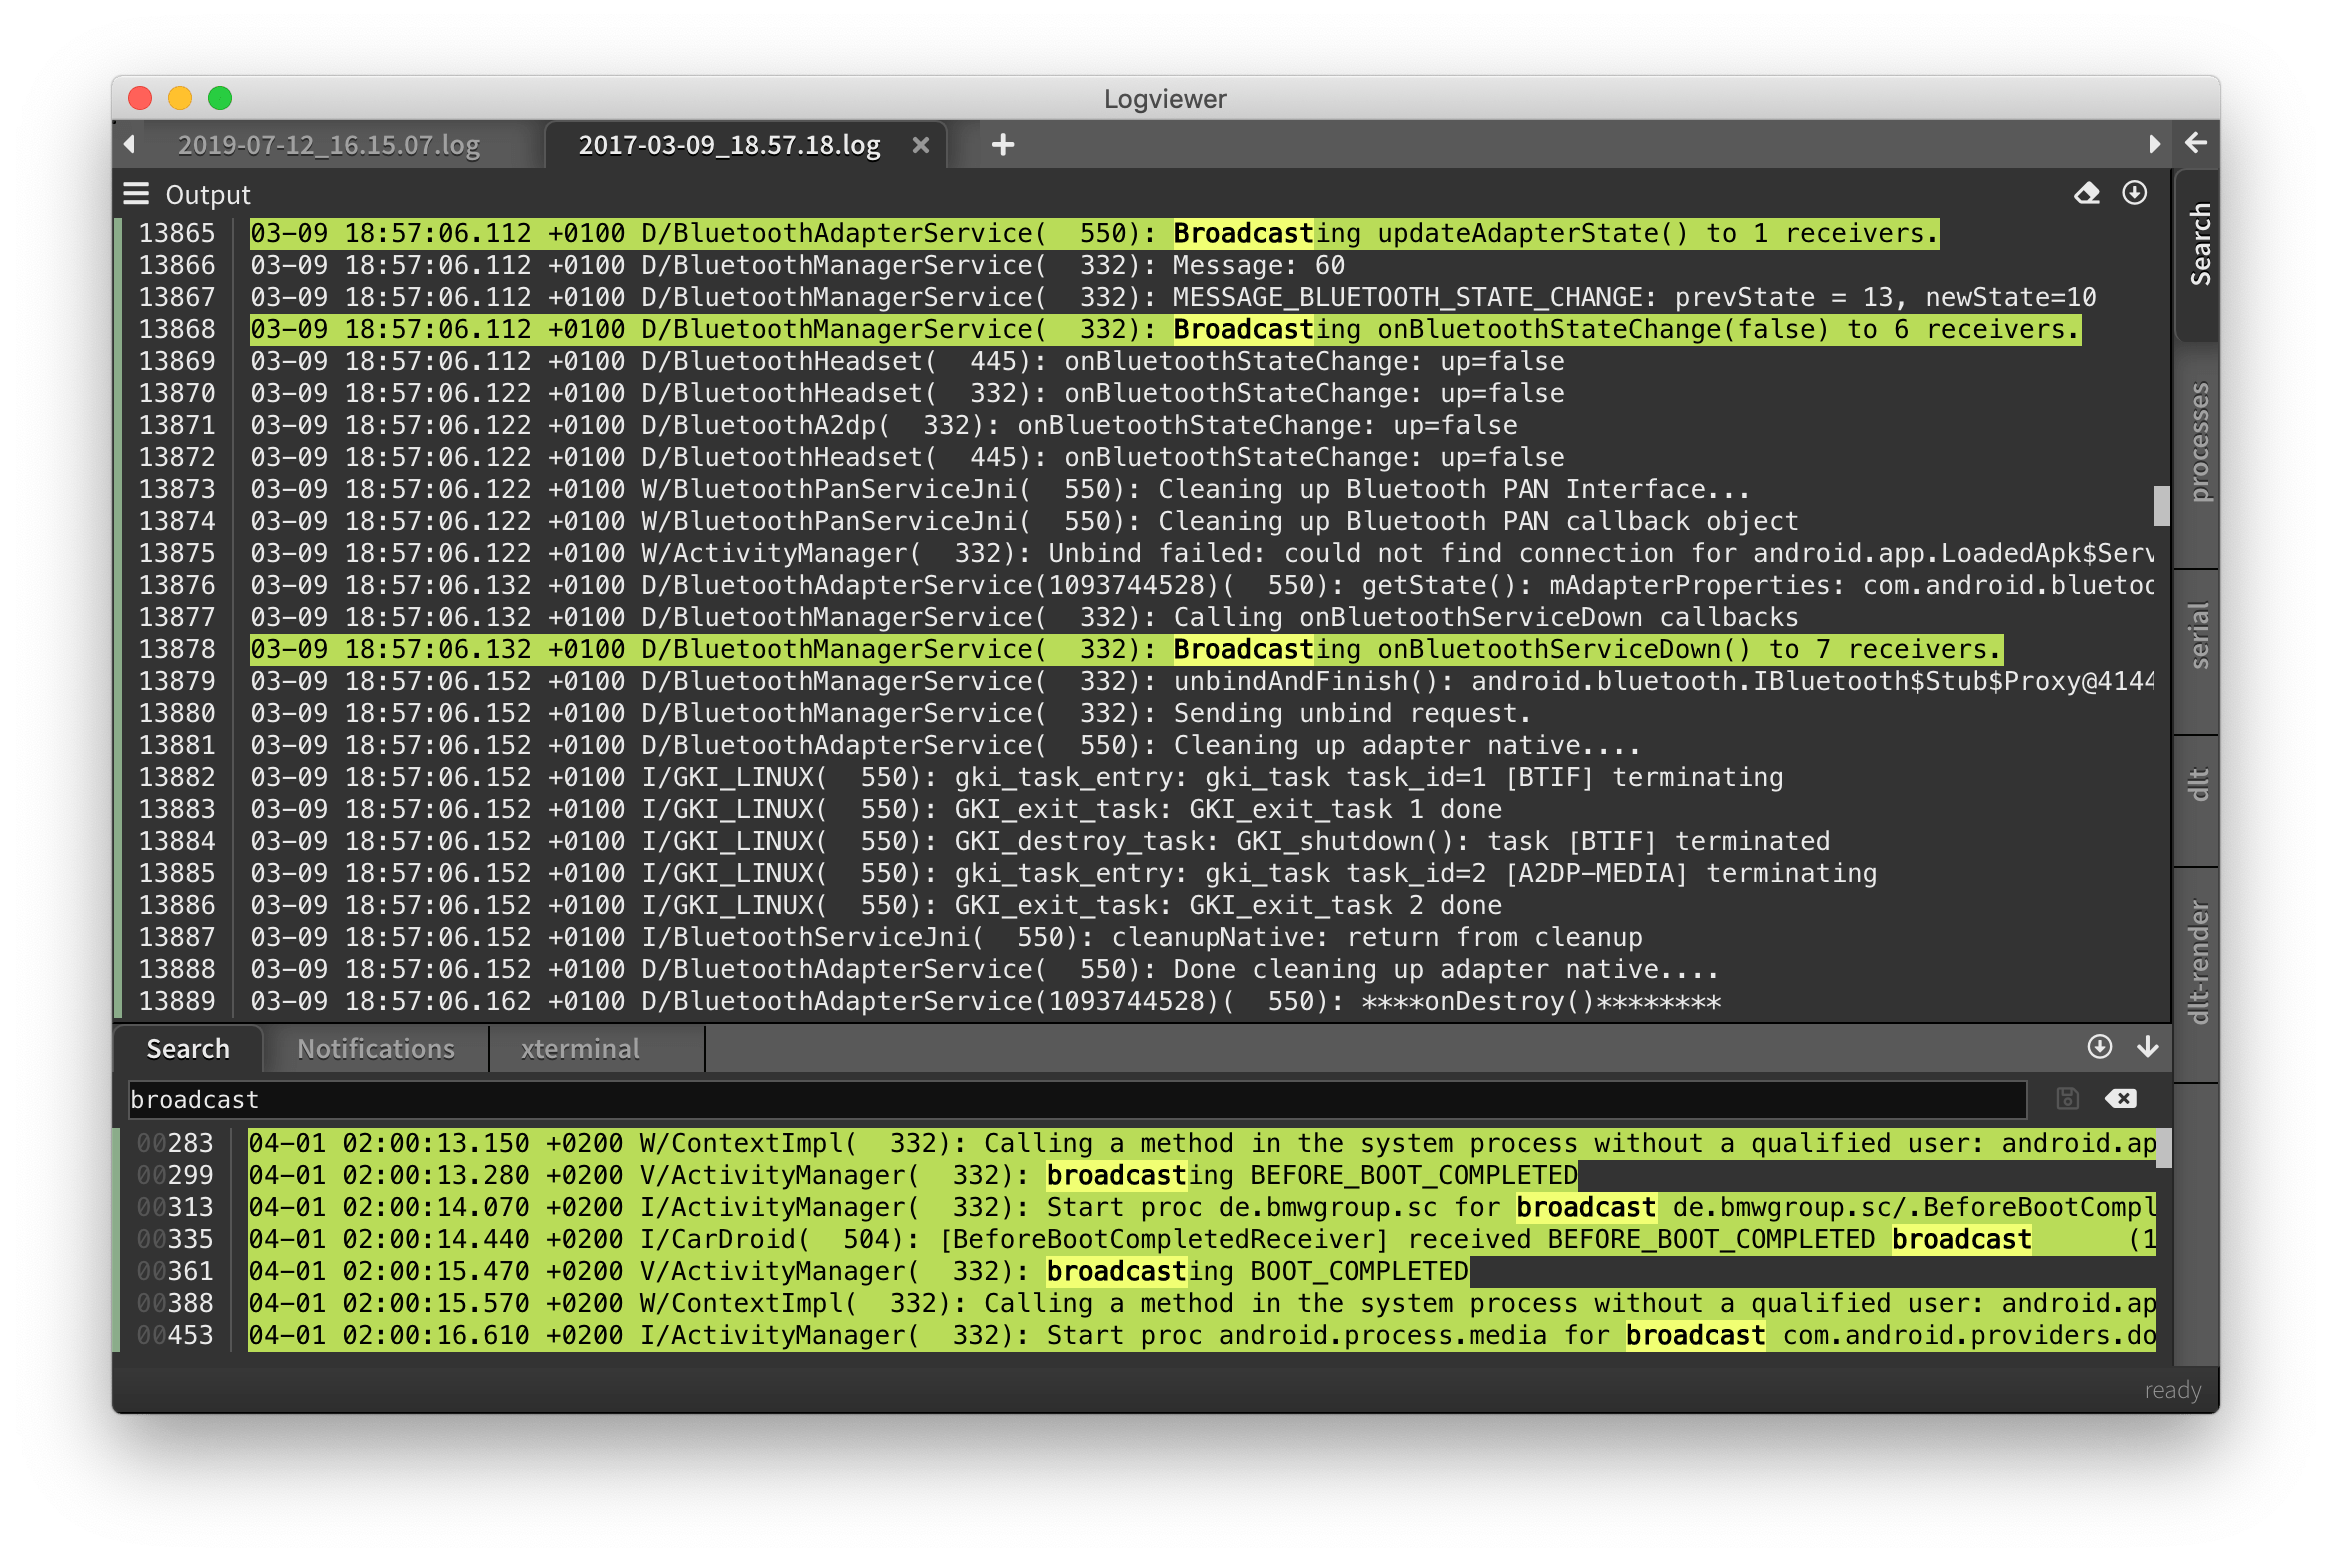 Logviewer
2019-07-12_16.15.07.log
2017-03-09_18.57.18.log
Output
13865 03-09 18:57:06.112 +0100 D/BluetoothAdapterService(  550): Broadcasting updateAdapterState() to 1 receivers.
13866 03-09 18:57:06.112 +0100 D/BluetoothManagerService(  332): Message: 60
13867 03-09 18:57:06.112 +0100 D/BluetoothManagerService(  332): MESSAGE_BLUETOOTH_STATE_CHANGE: prevState = 13, newState=10
13868 03-09 18:57:06.112 +0100 D/BluetoothManagerService(  332): Broadcasting onBluetoothStateChange(false) to 6 receivers.
13869 03-09 18:57:06.112 +0100 D/BluetoothHeadset(  445): onBluetoothStateChange: up=false
13870 03-09 18:57:06.122 +0100 D/BluetoothHeadset(  332): onBluetoothStateChange: up=false
13871 03-09 18:57:06.122 +0100 D/BluetoothA2dp(  332): onBluetoothStateChange: up=false
13872 03-09 18:57:06.122 +0100 D/BluetoothHeadset(  445): onBluetoothStateChange: up=false
13873 03-09 18:57:06.122 +0100 W/BluetoothPanServiceJni(  550): Cleaning up Bluetooth PAN Interface...
13874 03-09 18:57:06.122 +0100 W/BluetoothPanServiceJni(  550): Cleaning up Bluetooth PAN callback object
13875 03-09 18:57:06.122 +0100 W/ActivityManager(  332): Unbind failed: could not find connection for android.app.LoadedApk$Serv
13876 03-09 18:57:06.132 +0100 D/BluetoothAdapterService(1093744528)(  550): getState(): mAdapterProperties: com.android.bluetoo
13877 03-09 18:57:06.132 +0100 D/BluetoothManagerService(  332): Calling onBluetoothServiceDown callbacks
13878 03-09 18:57:06.132 +0100 D/BluetoothManagerService(  332): Broadcasting onBluetoothServiceDown() to 7 receivers.
13879 03-09 18:57:06.152 +0100 D/BluetoothManagerService(  332): unbindAndFinish(): android.bluetooth.IBluetooth$Stub$Proxy@4144
13880 03-09 18:57:06.152 +0100 D/BluetoothManagerService(  332): Sending unbind request.
13881 03-09 18:57:06.152 +0100 D/BluetoothAdapterService(  550): Cleaning up adapter native....
13882 03-09 18:57:06.152 +0100 I/GKI_LINUX(  550): gki_task_entry: gki_task task_id=1 [BTIF] terminating
13883 03-09 18:57:06.152 +0100 I/GKI_LINUX(  550): GKI_exit_task: GKI_exit_task 1 done
13884 03-09 18:57:06.152 +0100 I/GKI_LINUX(  550): GKI_destroy_task: GKI_shutdown(): task [BTIF] terminated
13885 03-09 18:57:06.152 +0100 I/GKI_LINUX(  550): gki_task_entry: gki_task task_id=2 [A2DP-MEDIA] terminating
13886 03-09 18:57:06.152 +0100 I/GKI_LINUX(  550): GKI_exit_task: GKI_exit_task 2 done
13887 03-09 18:57:06.152 +0100 I/BluetoothServiceJni(  550): cleanupNative: return from cleanup
13888 03-09 18:57:06.152 +0100 D/BluetoothAdapterService(  550): Done cleaning up adapter native....
13889 03-09 18:57:06.162 +0100 D/BluetoothAdapterService(1093744528)(  550): ****onDestroy()********
Search
processes
serial
dlt
dlt-render
Search
Notifications
xterminal
broadcast
00283 04-01 02:00:13.150 +0200 W/ContextImpl(  332): Calling a method in the system process without a qualified user: android.ap
00299 04-01 02:00:13.280 +0200 V/ActivityManager(  332): broadcasting BEFORE_BOOT_COMPLETED
00313 04-01 02:00:14.070 +0200 I/ActivityManager(  332): Start proc de.bmwgroup.sc for broadcast de.bmwgroup.sc/.BeforeBootCompl
00335 04-01 02:00:14.440 +0200 I/CarDroid(  504): [BeforeBootCompletedReceiver] received BEFORE_BOOT_COMPLETED broadcast      (1
00361 04-01 02:00:15.470 +0200 V/ActivityManager(  332): broadcasting BOOT_COMPLETED
00388 04-01 02:00:15.570 +0200 W/ContextImpl(  332): Calling a method in the system process without a qualified user: android.ap
00453 04-01 02:00:16.610 +0200 I/ActivityManager(  332): Start proc android.process.media for broadcast com.android.providers.do
ready